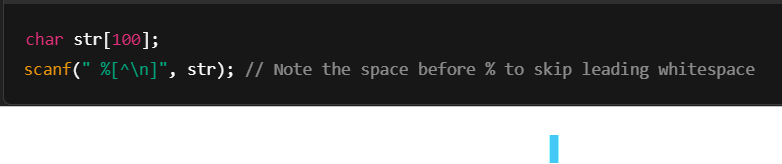 char str[100];
scanf(" %[^\n]", str); // Note the space before % to skip leading whitespace